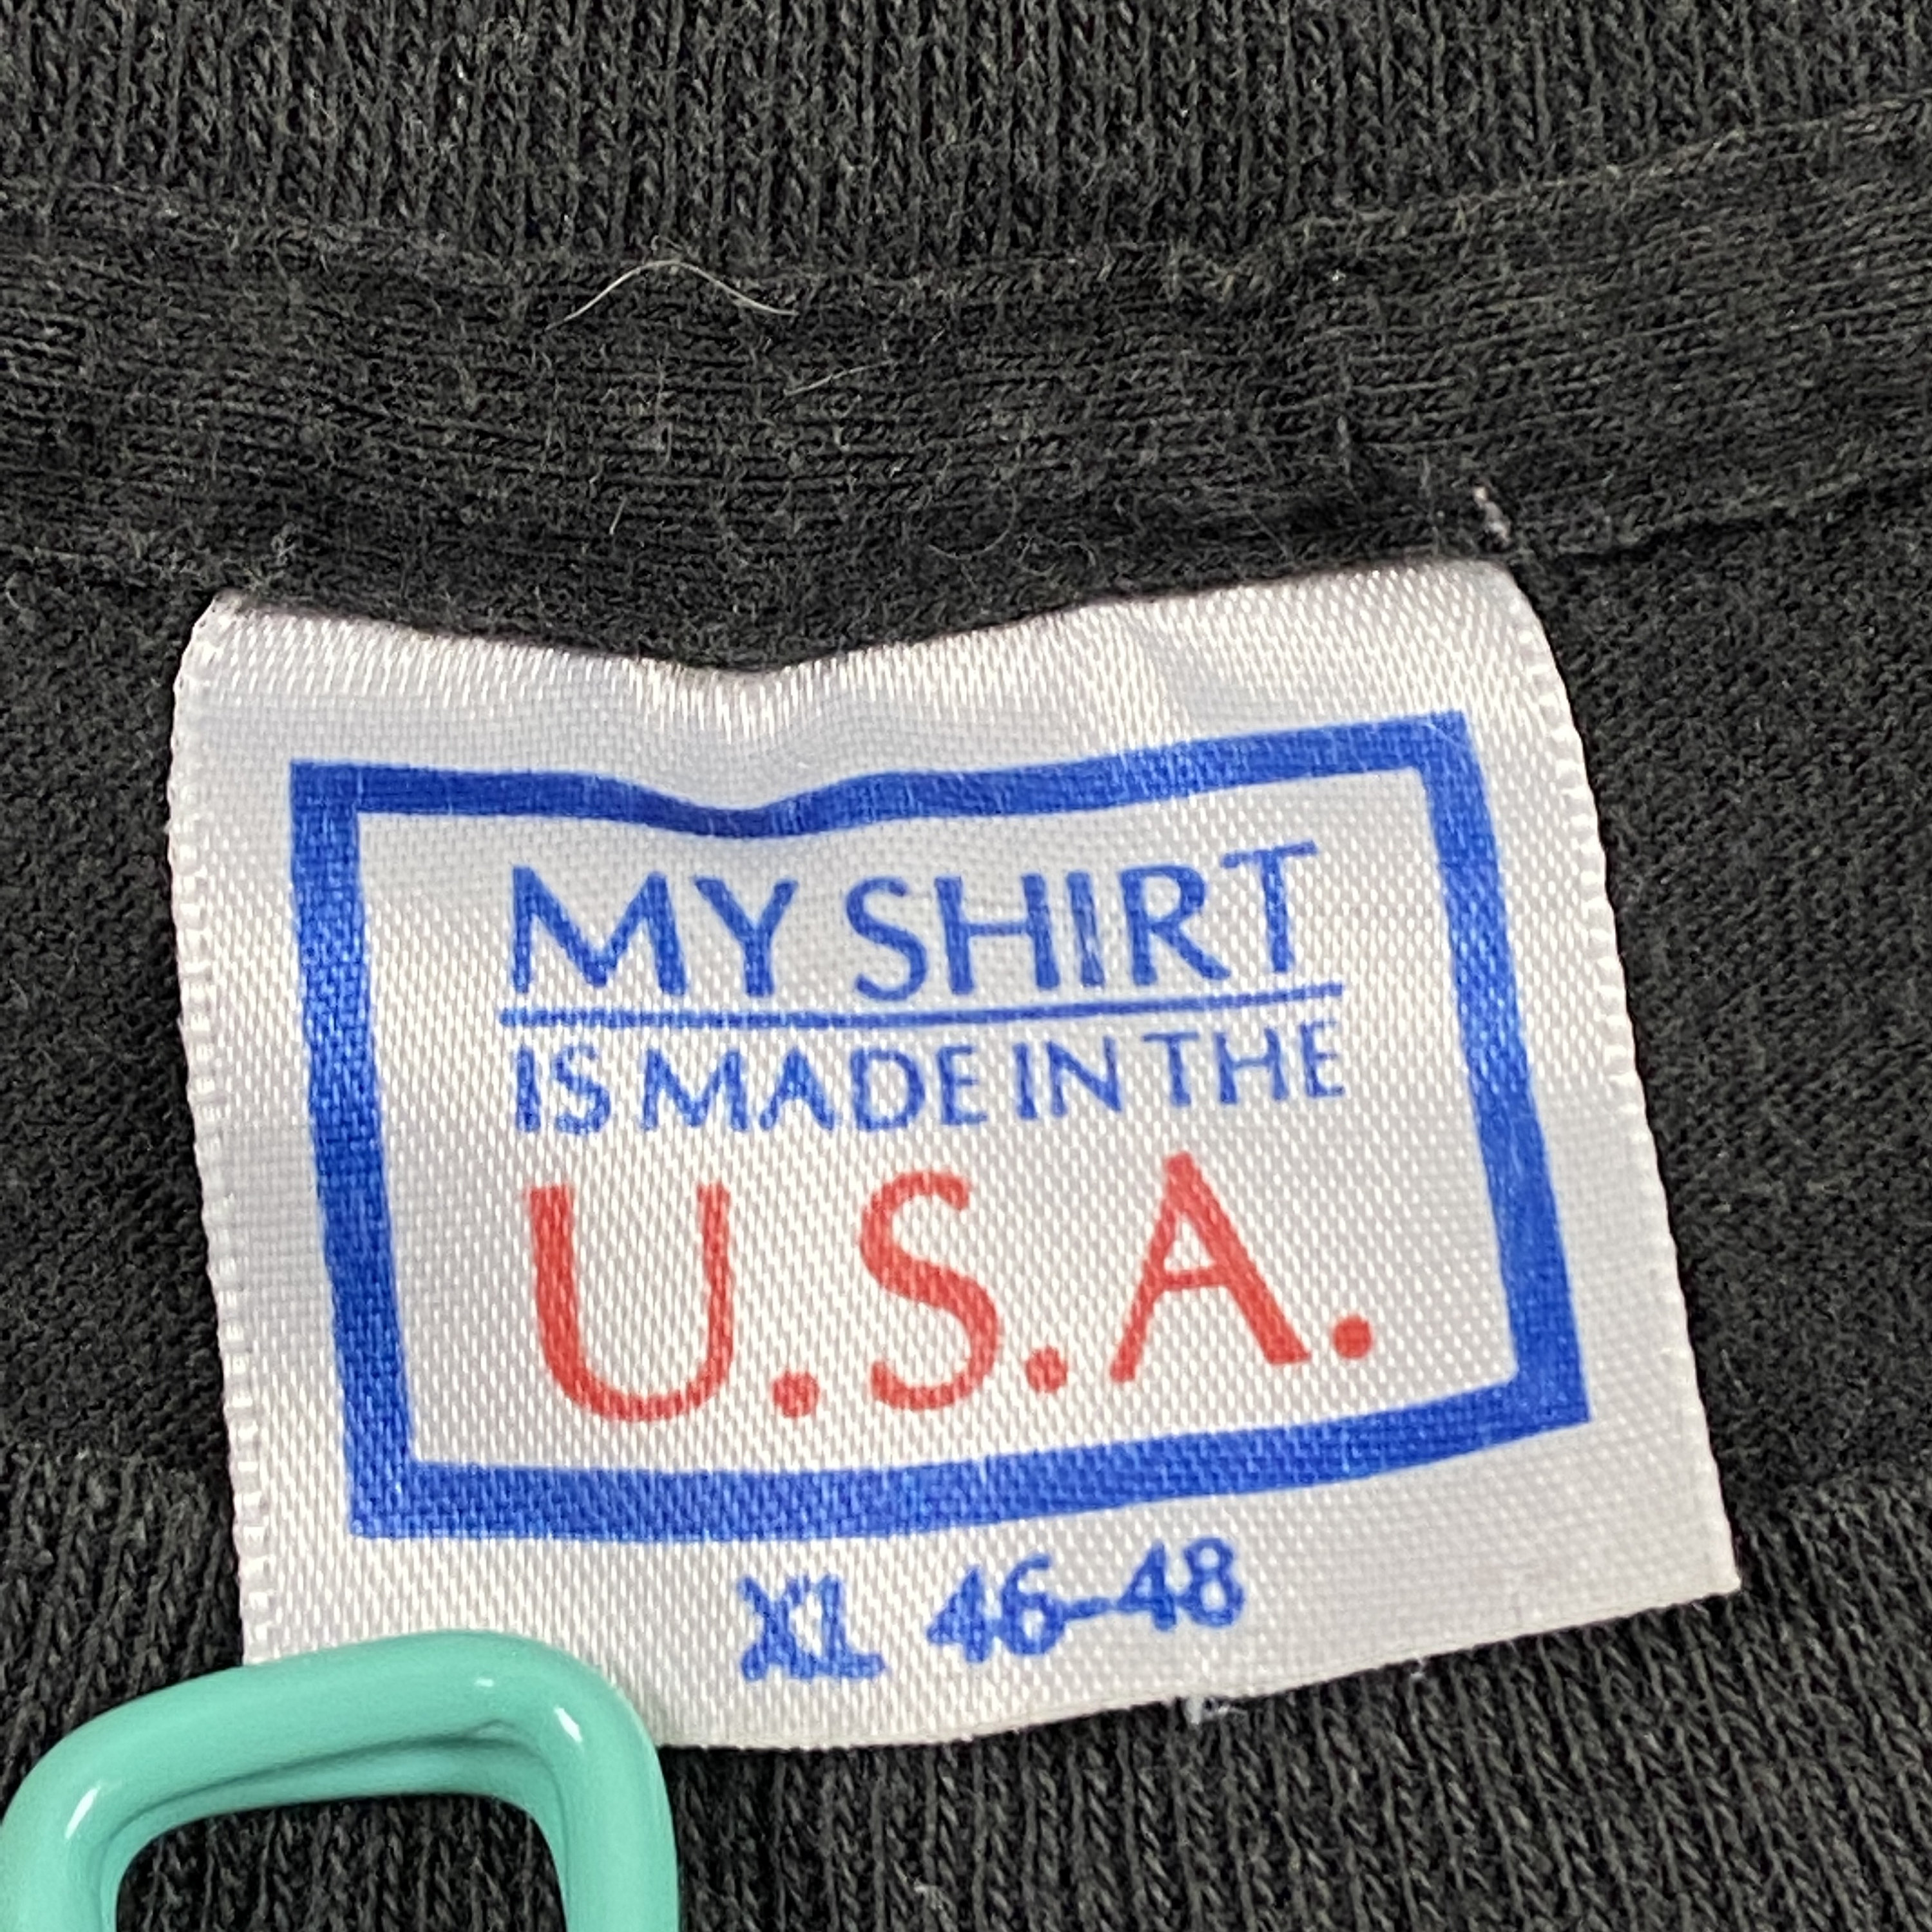 MY SHIRT
IS MADE IN THE
U.S.A.
XL 46-48